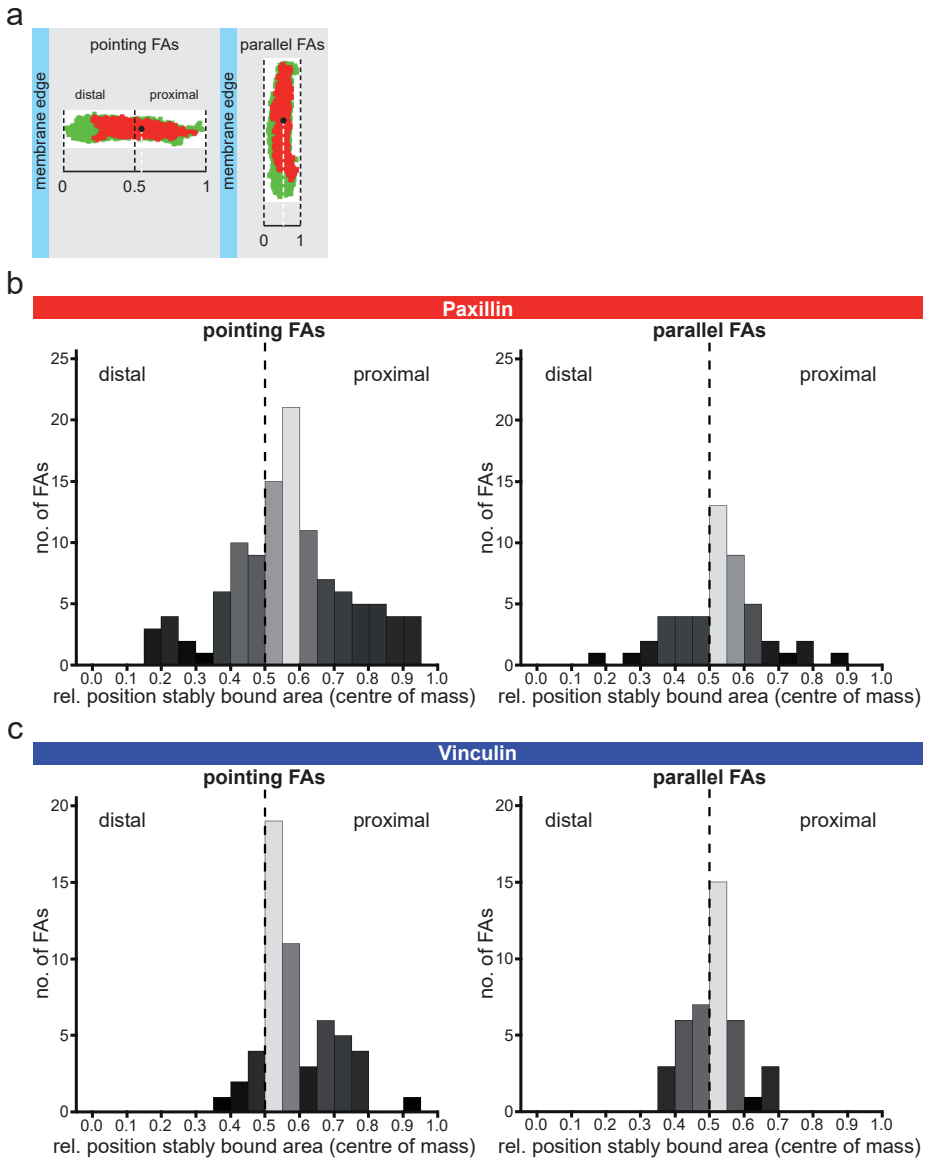 a
pointing FAs
parallel FAs
membrane edge
distal
proximal
0
0.5
1
membrane edge
0
1
b
Paxillin
pointing FAs
distal
proximal
no. of FAs
25
20
15
10
5
0
0.0 0.1 0.2 0.3 0.4 0.5 0.6 0.7 0.8 0.9 1.0
rel. position stably bound area (centre of mass)
parallel FAs
distal
proximal
no. of FAs
25
20
15
10
5
0
0.0 0.1 0.2 0.3 0.4 0.5 0.6 0.7 0.8 0.9 1.0
rel. position stably bound area (centre of mass)
c
Vinculin
pointing FAs
distal
proximal
no. of FAs
20
15
10
5
0
0.0 0.1 0.2 0.3 0.4 0.5 0.6 0.7 0.8 0.9 1.0
rel. position stably bound area (centre of mass)
parallel FAs
distal
proximal
no. of FAs
20
15
10
5
0
0.0 0.1 0.2 0.3 0.4 0.5 0.6 0.7 0.8 0.9 1.0
rel. position stably bound area (centre of mass)